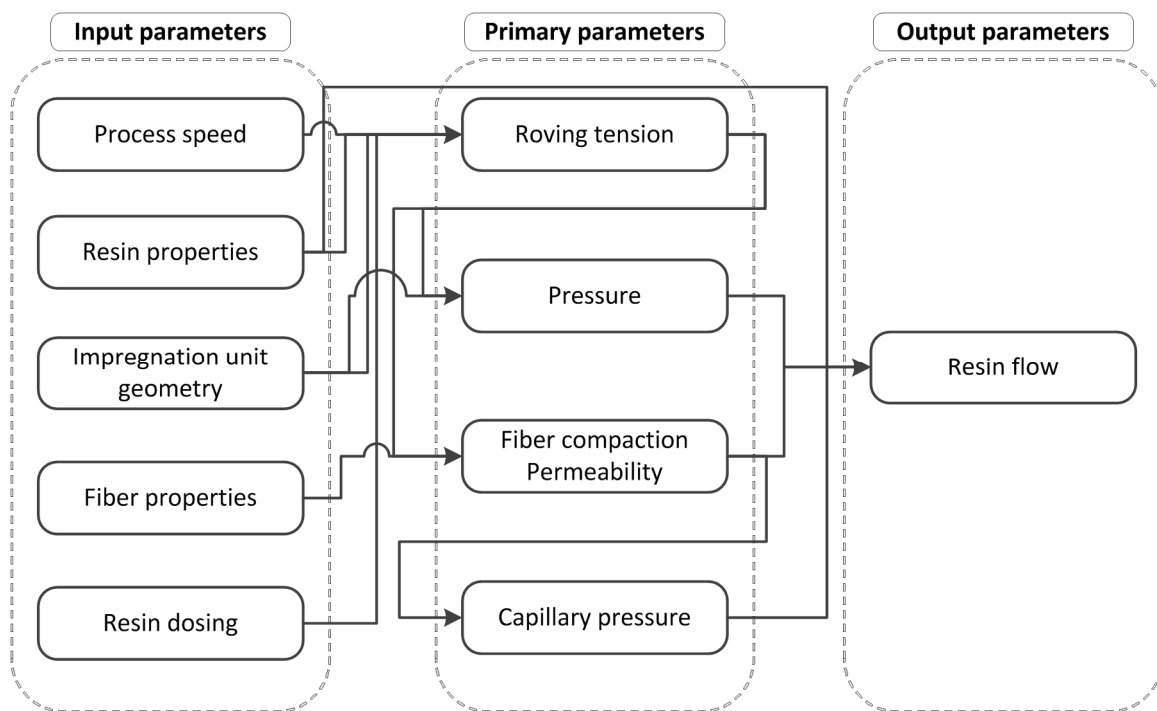 Input parameters
Primary parameters
Output parameters
Process speed
Resin properties
Impregnation unit
geometry
Fiber properties
Resin dosing
Roving tension
Pressure
Fiber compaction
Permeability
Capillary pressure
Resin flow